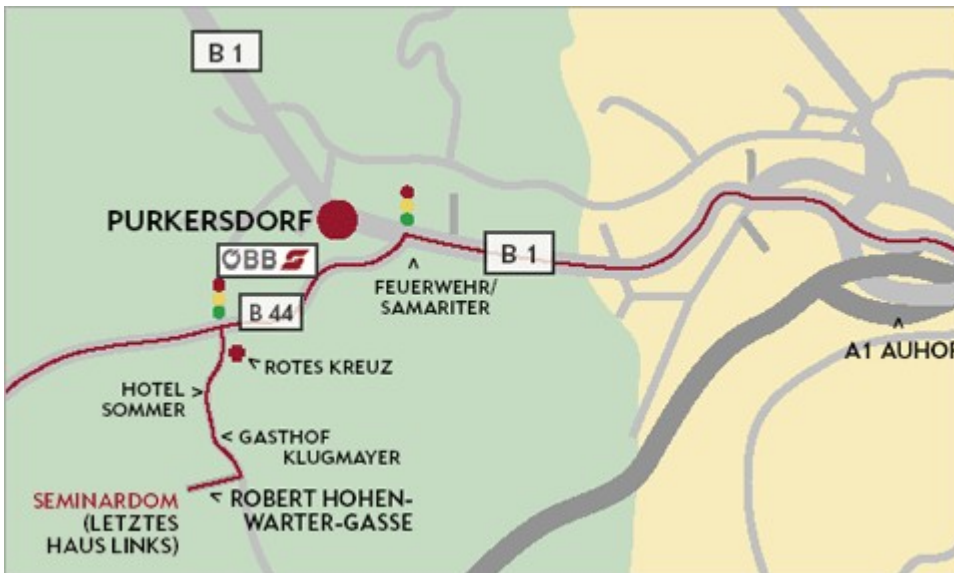 B 1
PURKERSDORF
ÖBB
B 1
FEUERWEHR/
SAMARITER
B 44
A1 AUHOF
ROTES KREUZ
HOTEL
SOMMER
GASTHOF
KLUGMAYER
SEMINARDOM
(LETZTES
HAUS LINKS)
ROBERT HOHEN-
WARTER-GASSE